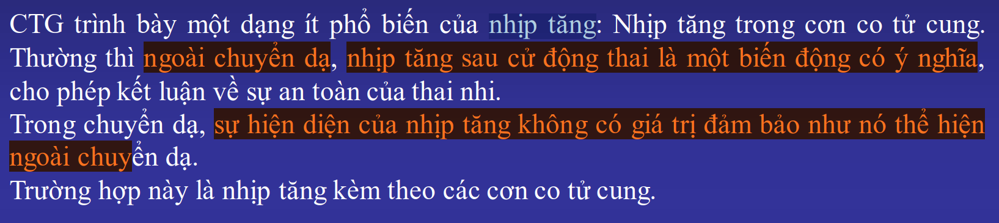 CTG trình bày một dạng ít phổ biến của nhịp tăng: Nhịp tăng trong cơn co tử cung.
Thường thì ngoài chuyển dạ, nhịp tăng sau cử động thai là một biến động có ý nghĩa,
cho phép kết luận về sự an toàn của thai nhi.
Trong chuyển dạ, sự hiện diện của nhịp tăng không có giá trị đảm bảo như nó thể hiện
ngoài chuyển dạ.
Trường hợp này là nhịp tăng kèm theo các cơn co tử cung.